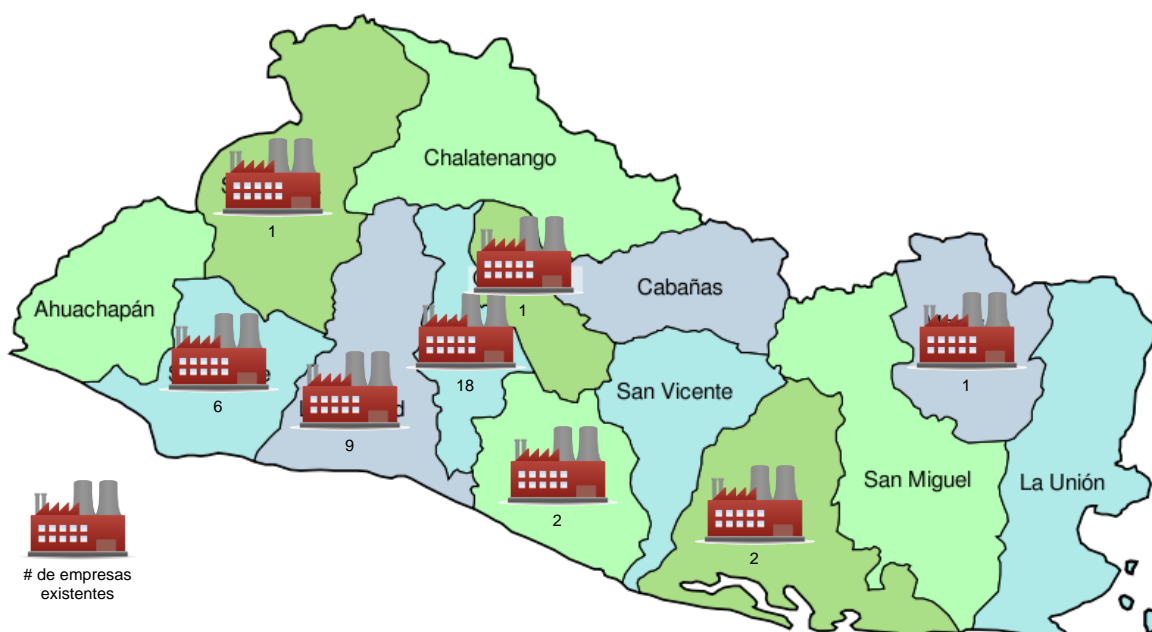 Chalatenango
1
Cabañas
Ahuachapán
1
18
1
6
San Vicente
9
San Miguel
La Unión
2
2
# de empresas
existentes